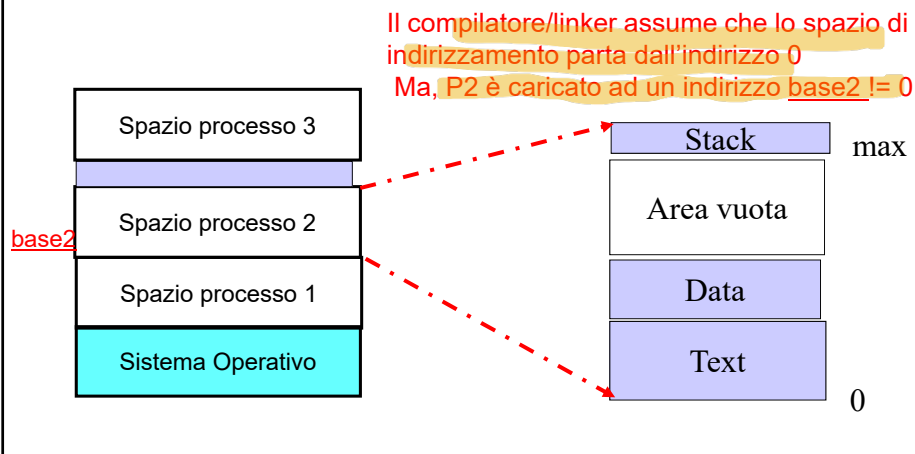 Il compilatore/linker assume che lo spazio di
indirizzamento parta dall'indirizzo 0
Ma, P2 è caricato ad un indirizzo base2 != 0
Spazio processo 3
Spazio processo 2
base2
Spazio processo 1
Sistema Operativo
Stack
max
Area vuota
Data
Text
0